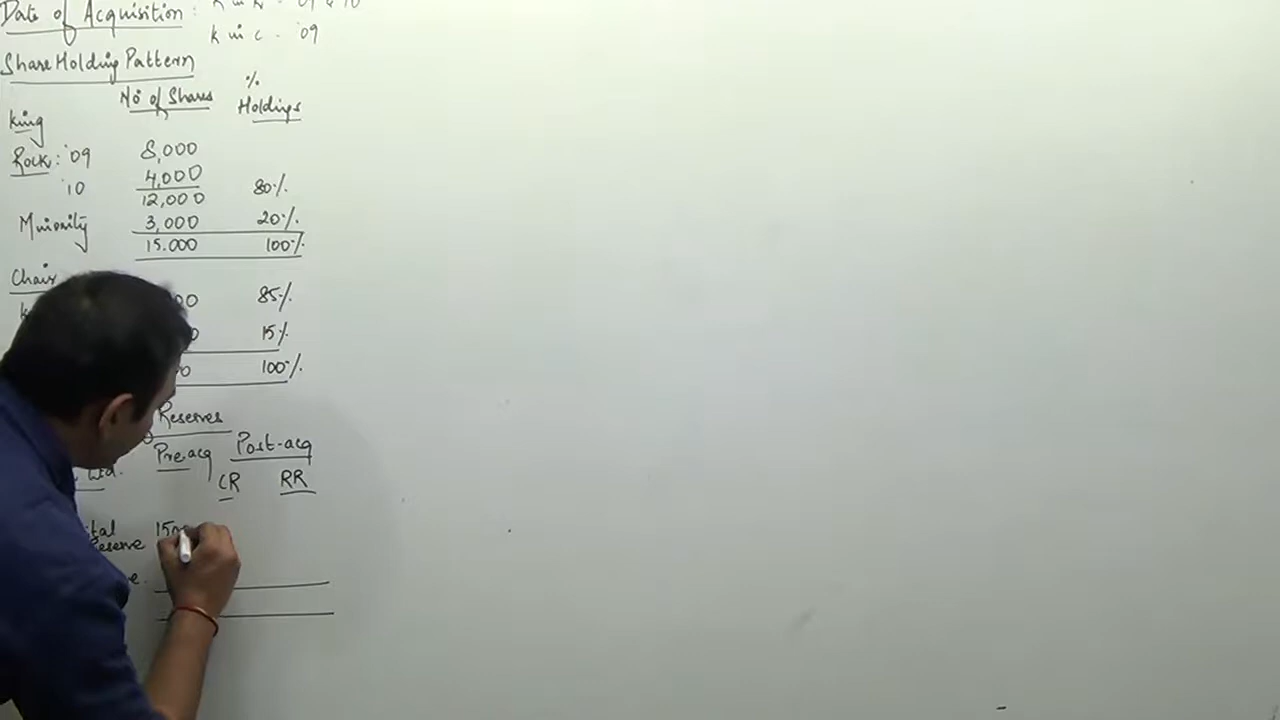 Date of Acquisition :
k in c - '09
Share Holding Pattern
No of Shares
%
Holdings
King
Rock: '09 8,000
'10 4,000
12,000 80%
Minority 3,000 20%
15.000 100%
Chair
85%
15%
100%
Reserves
Pre acq Post-acq
Ltd. CR RR
Reserve